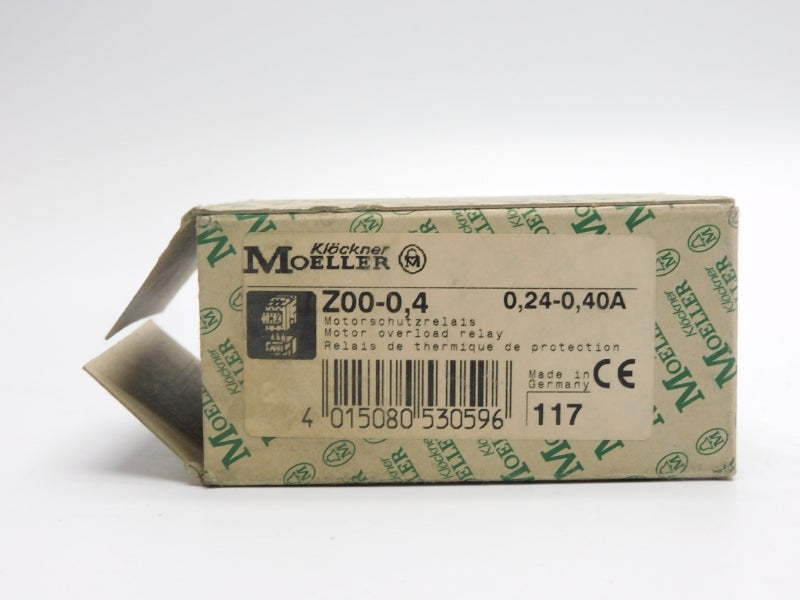 Klöckner
MOELLER
Z00-0,4 0,24-0,40A
Motorschutzrelais
Motor overload relay
Relais de thermique de protection
Made in
Germany CE
4 015080 530596
117